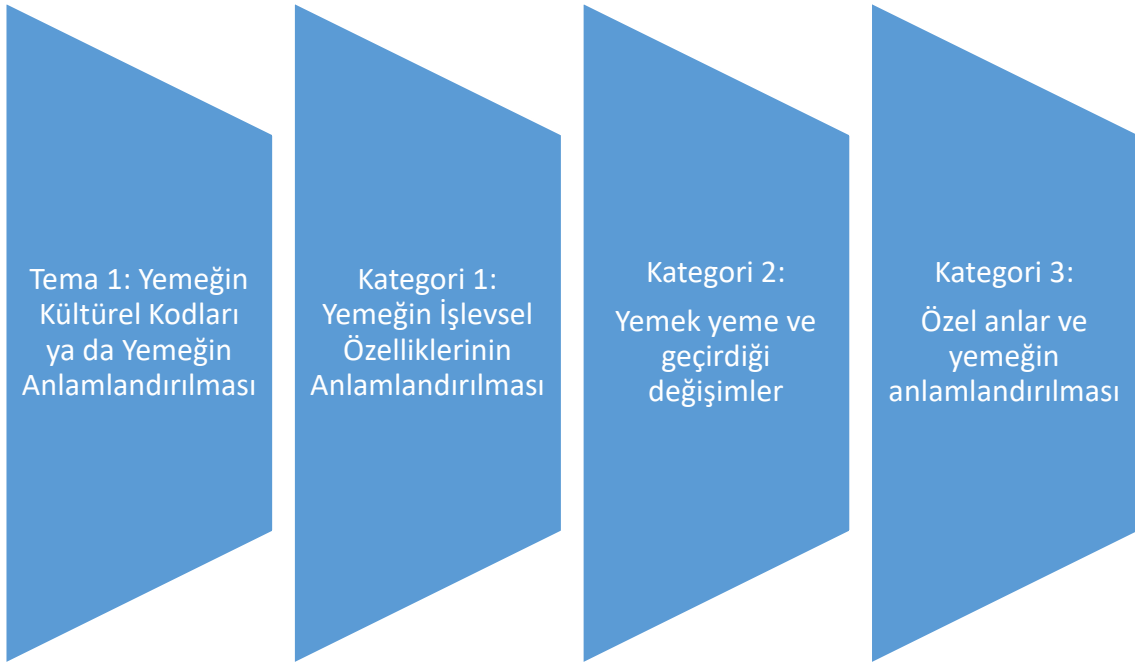 Tema 1: Yemeğin
Kültürel Kodları
ya da Yemeğin
Anlamlandırılması
Kategori 1:
Yemeğin İşlevsel
Özelliklerinin
Anlamlandırılması
Kategori 2:
Yemek yeme ve
geçirdiği
değişimler
Kategori 3:
Özel anlar ve
yemeğin
anlamlandırılması